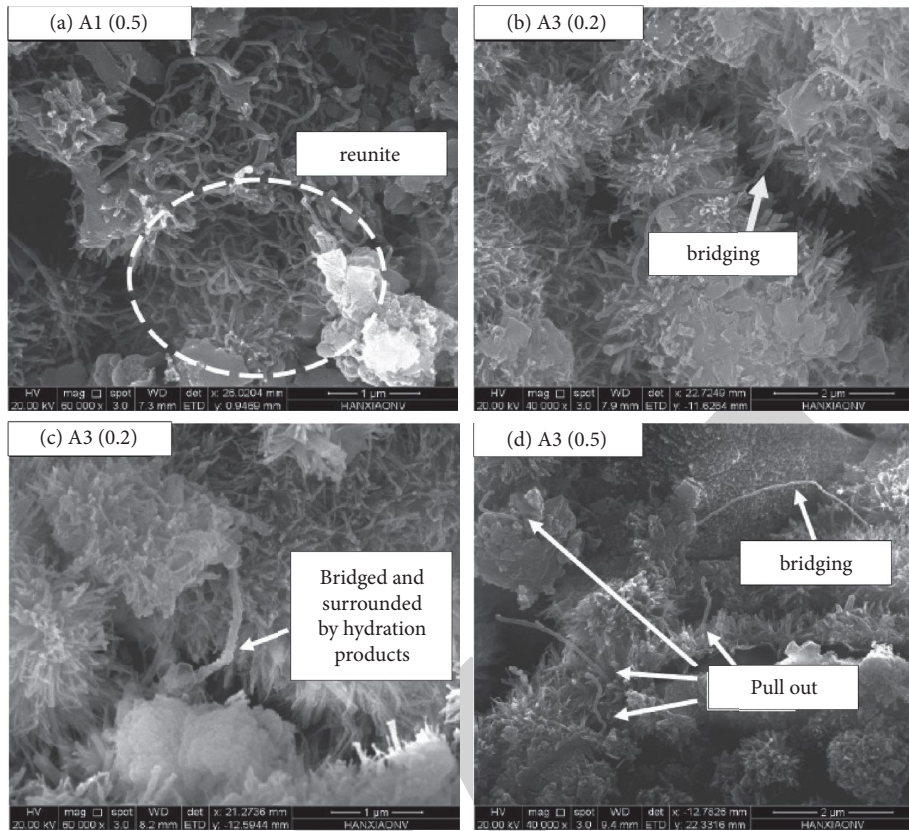 (a) A1 (0.5)
reunite
HV mag □ spot WD det x: 26.0204 mm 1 µm
20.00 kV 60 000 x 3.0 7.3 mm ETD y: 0.9469 mm HANXIAONV
(b) A3 (0.2)
bridging
HV mag □ spot WD det x: 22.7249 mm 2 µm
20.00 kV 40 000 x 3.0 7.9 mm ETD y: -11.6264 mm HANXIAONV
(c) A3 (0.2)
Bridged and
surrounded
by hydration
products
HV mag □ spot WD det x: 21.2736 mm 1 µm
20.00 kV 60 000 x 3.0 8.2 mm ETD y: -12.5944 mm HANXIAONV
(d) A3 (0.5)
bridging
Pull out
HV mag □ spot WD det x: -12.7826 mm 2 µm
20.00 kV 40 000 x 3.0 9.4 mm ETD y: 22.3316 mm HANXIAONV